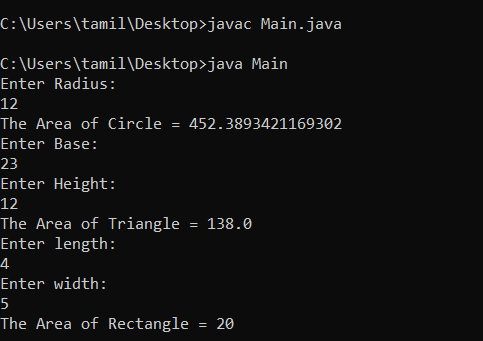 C:\Users\tamil\Desktop>javac Main.java
C:\Users\tamil\Desktop>java Main
Enter Radius:
12
The Area of Circle = 452.3893421169302
Enter Base:
23
Enter Height:
12
The Area of Triangle = 138.0
Enter length:
4
Enter width:
5
The Area of Rectangle = 20